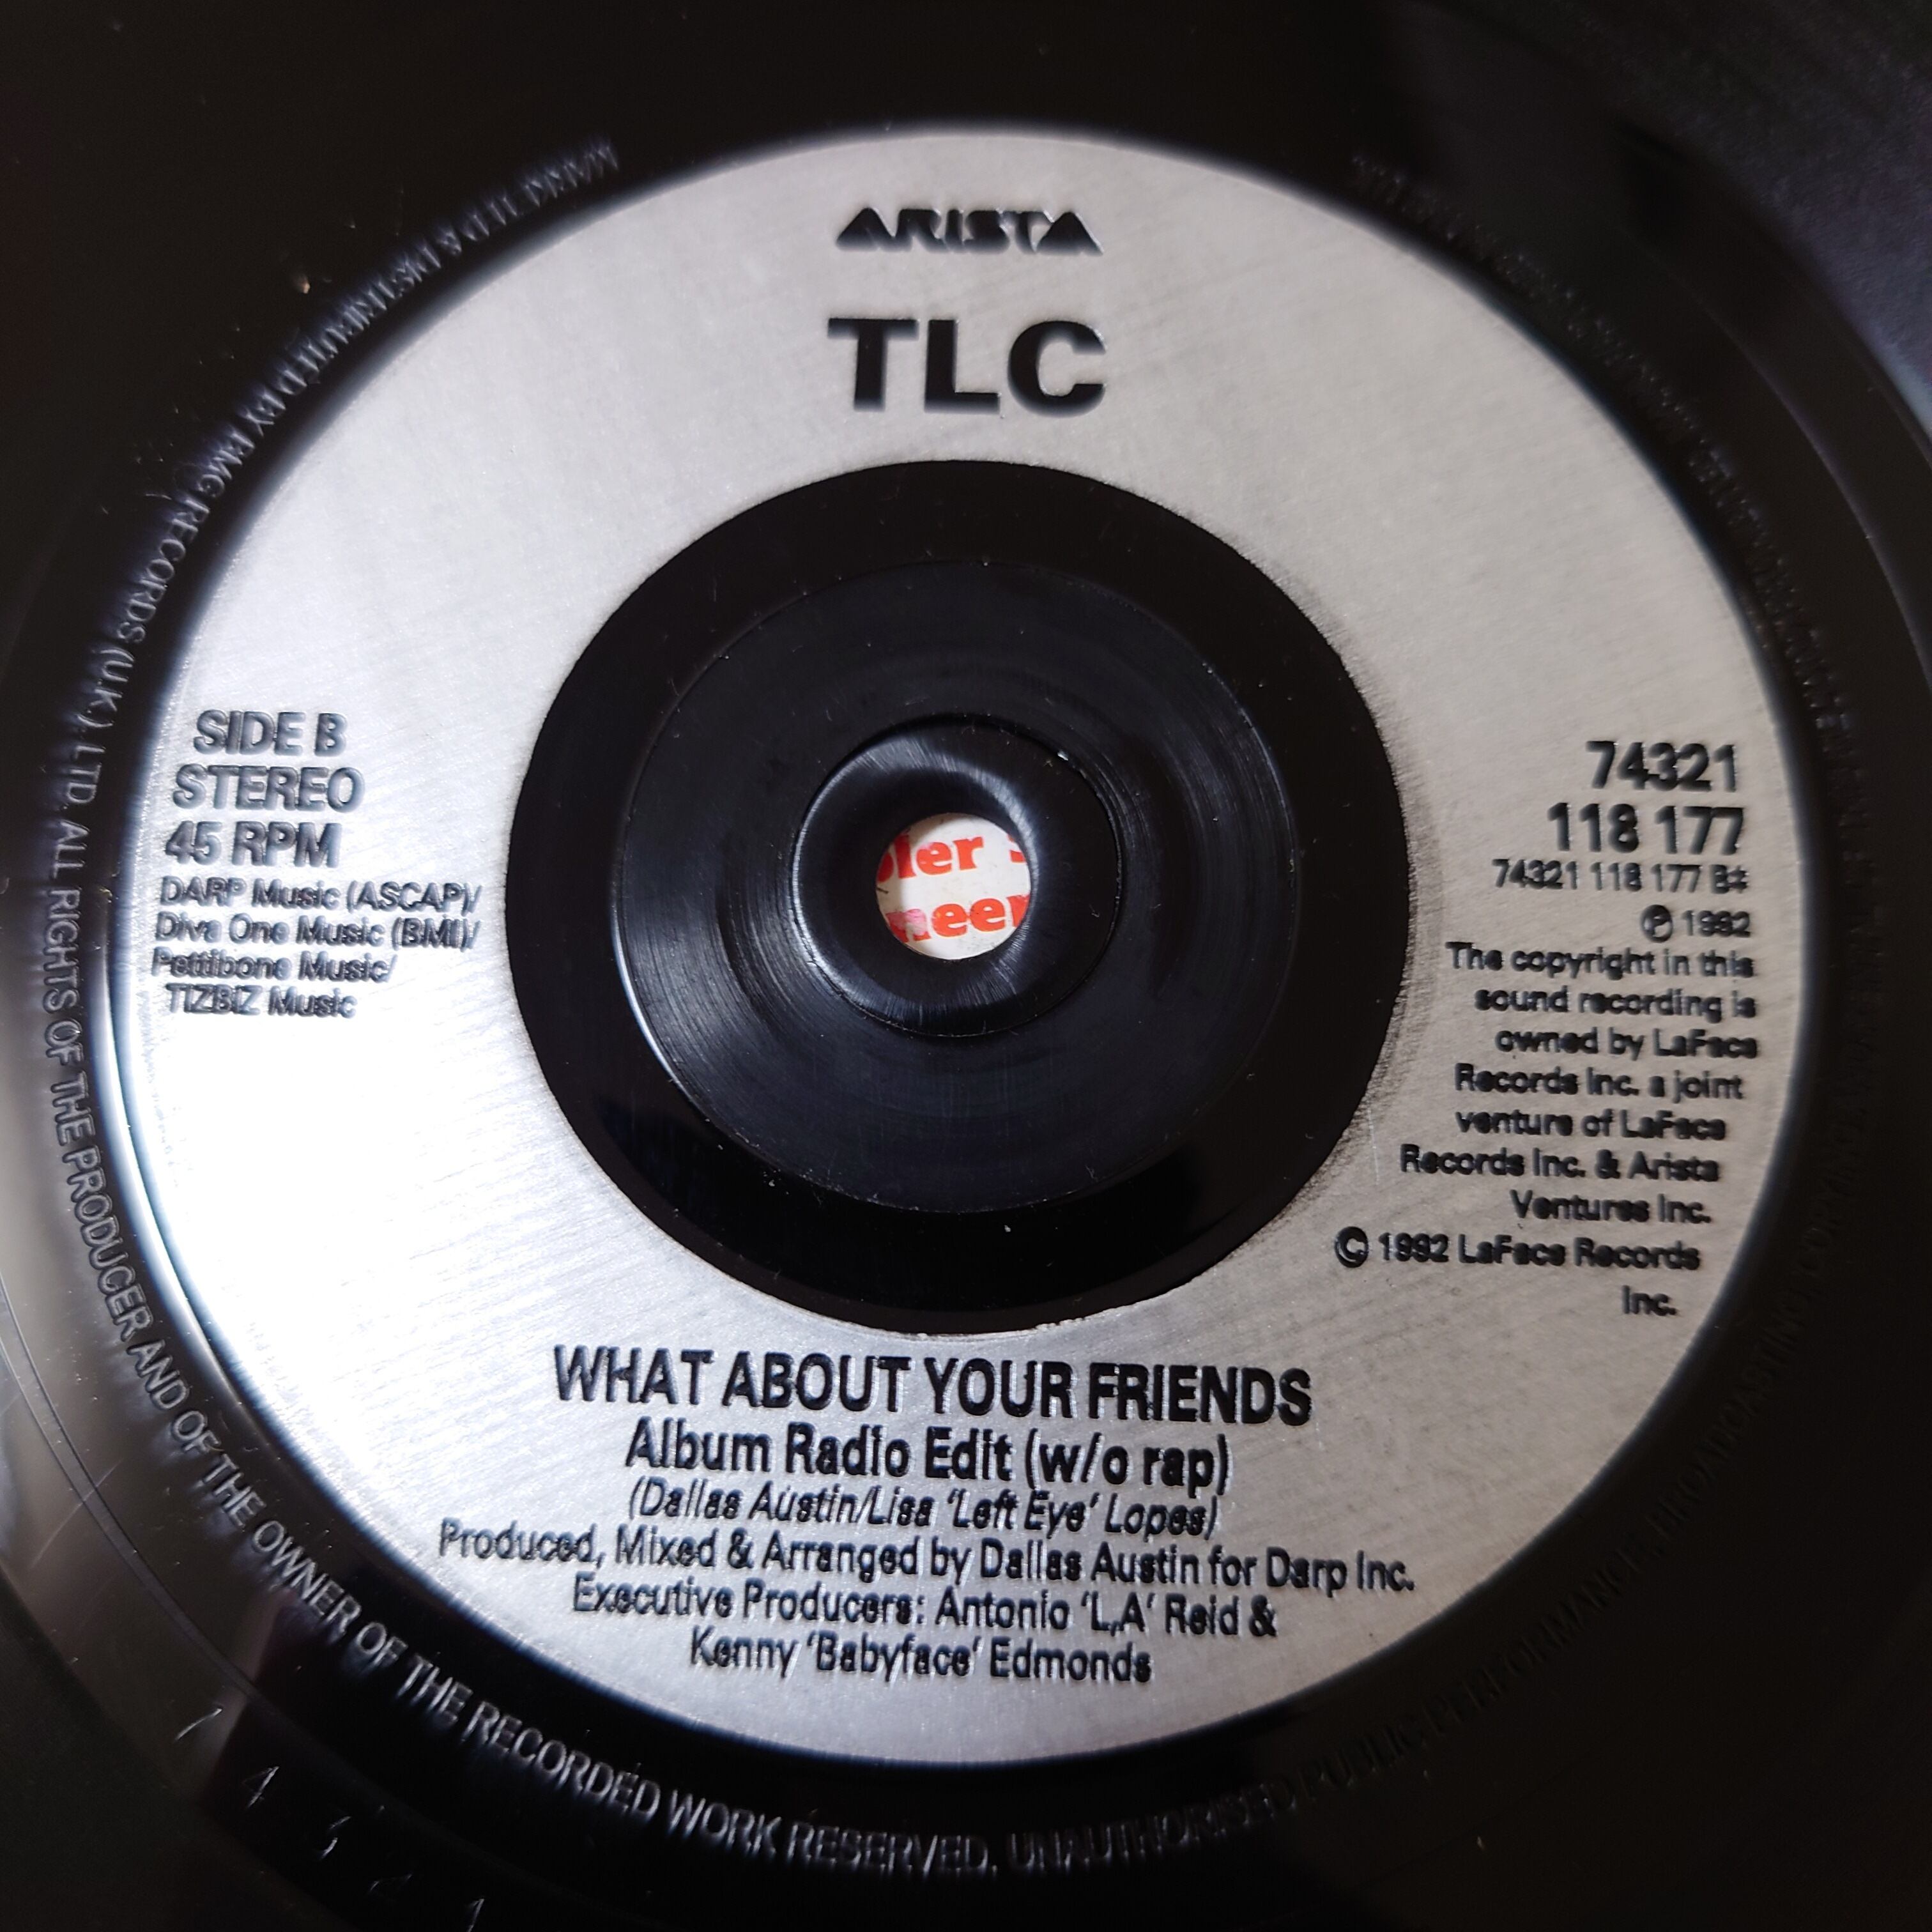 ARISTA
TLC
SIDE B
STEREO
45 RPM
DARP Music (ASCAP)/
Diva One Music (BMI)/
Pettibone Music/
TIZBIZ Music
74321
118 177
74321 118 177 B‡
Ⓟ 1992
The copyright in this
sound recording is
owned by LaFace
Records Inc. a joint
venture of LaFace
Records Inc. & Arista
Ventures Inc.
© 1992 LaFace Records
Inc.
WHAT ABOUT YOUR FRIENDS
Album Radio Edit (w/o rap)
(Dallas Austin/Lisa 'Left Eye' Lopes)
Produced, Mixed & Arranged by Dallas Austin for Darp Inc.
Executive Producers: Antonio 'L.A' Reid &
Kenny 'Babyface' Edmonds
DISTRIBUTED BY BMG RECORDS (U.K.) LTD. ALL RIGHTS OF THE PRODUCER AND OF THE OWNER OF THE RECORDED WORK RESERVED. UNAUTHORISED PUBLIC PERFORMANCE, BROADCASTING